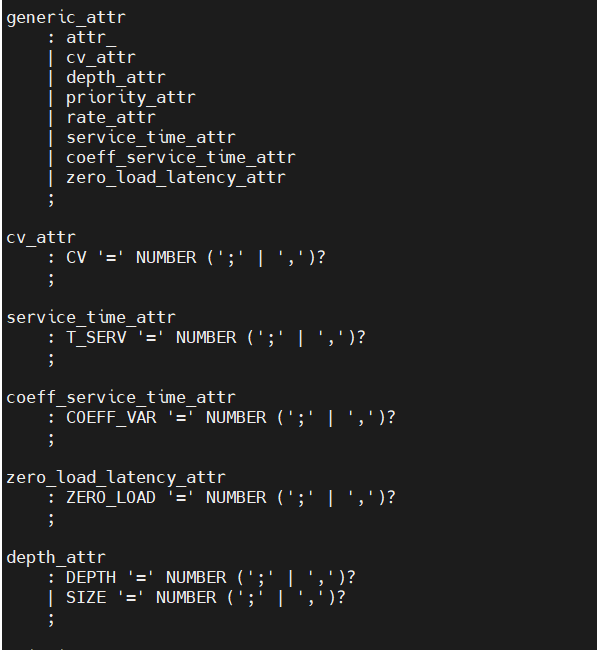 generic_attr
    : attr_
    | cv_attr
    | depth_attr
    | priority_attr
    | rate_attr
    | service_time_attr
    | coeff_service_time_attr
    | zero_load_latency_attr
    ;

cv_attr
    : CV '=' NUMBER (';' | ',')?
    ;

service_time_attr
    : T_SERV '=' NUMBER (';' | ',')?
    ;

coeff_service_time_attr
    : COEFF_VAR '=' NUMBER (';' | ',')?
    ;

zero_load_latency_attr
    : ZERO_LOAD '=' NUMBER (';' | ',')?
    ;

depth_attr
    : DEPTH '=' NUMBER (';' | ',')?
    | SIZE '=' NUMBER (';' | ',')?
    ;